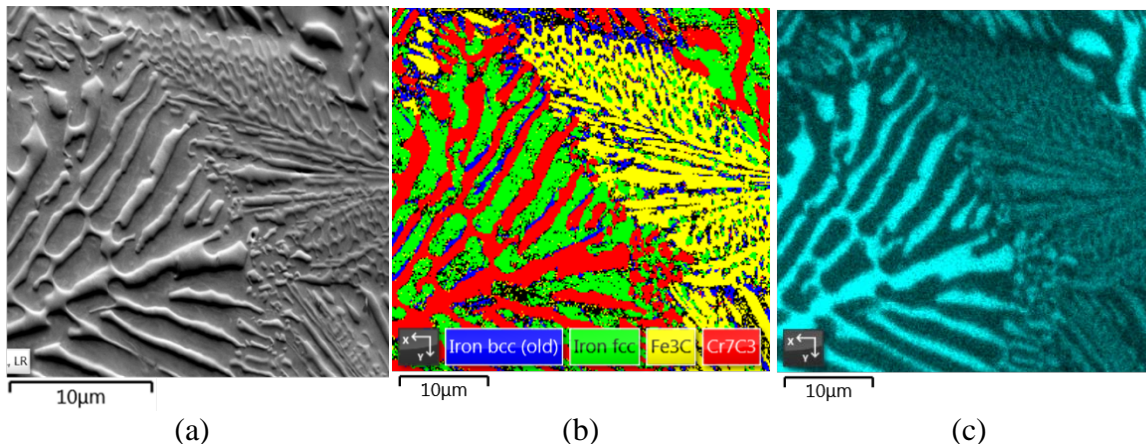 , LR
X
Y
Iron bcc (old)
Iron fcc
Fe3C
Cr7C3
X
Y
10µm
10µm
10µm
(a)
(b)
(c)